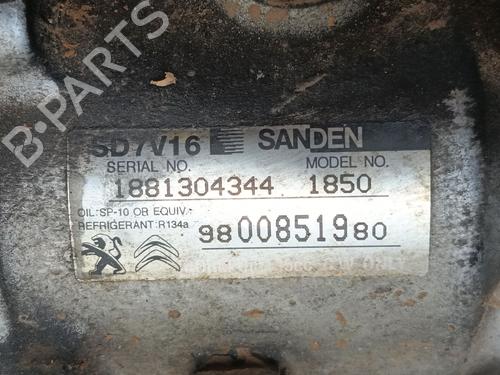 SD7V16 SANDEN
SERIAL NO. MODEL NO.
1881304344 1850
OIL:SP-10 OR EQUIV.
REFRIGERANT:R134a
9800851980
B-PARTS